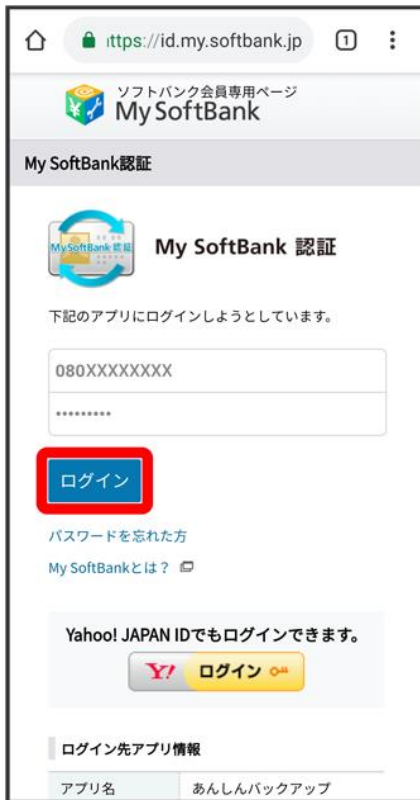 ttps://id.my.softbank.jp 1
ソフトバンク会員専用ページ
My SoftBank
My SoftBank認証
My SoftBank 認証
My SoftBank 認証
下記のアプリにログインしようとしています。
080XXXXXXXX
•••••••••
ログイン
パスワードを忘れた方
My SoftBankとは？
Yahoo! JAPAN IDでもログインできます。
Y! ログイン
ログイン先アプリ情報
アプリ名 あんしんバックアップ